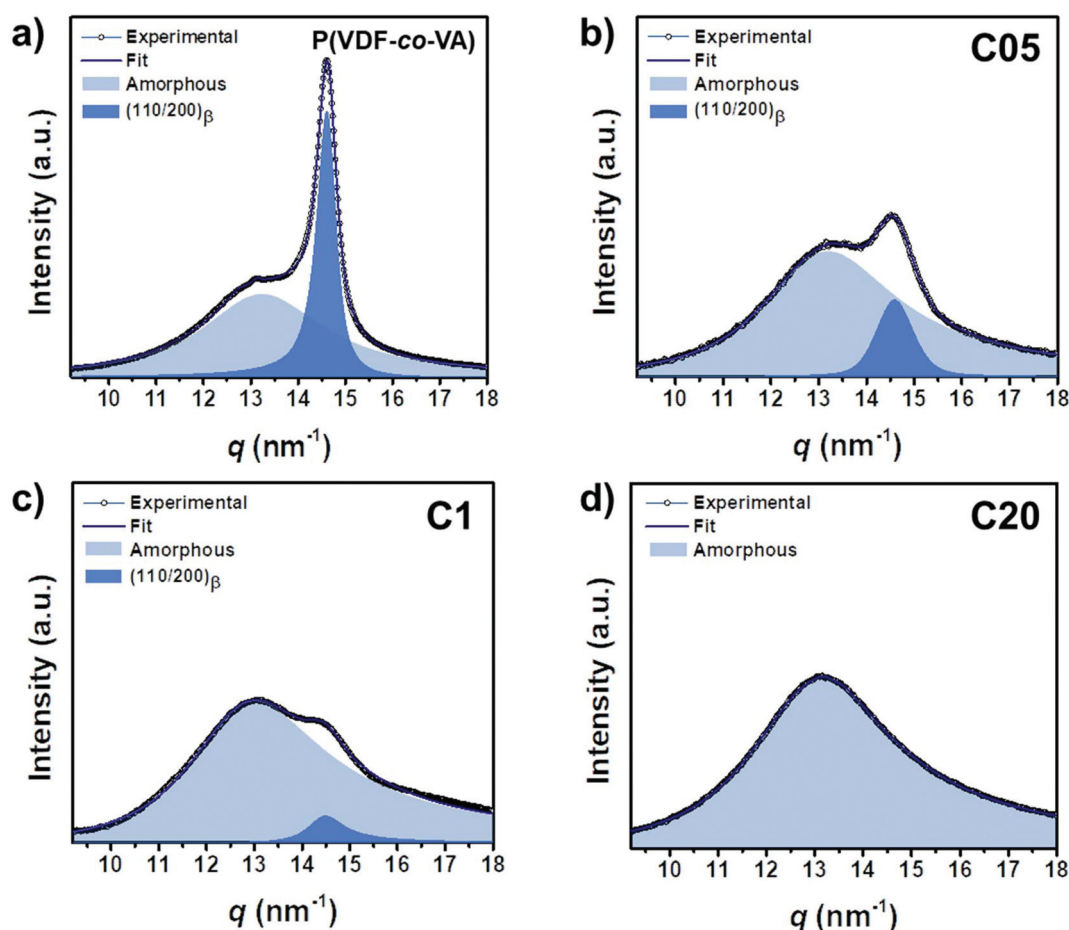 a)
P(VDF-co-VA)
Experimental
Fit
Amorphous
(110/200)β
Intensity (a.u.)
10 11 12 13 14 15 16 17 18
q (nm⁻¹)
b)
C05
Experimental
Fit
Amorphous
(110/200)β
Intensity (a.u.)
10 11 12 13 14 15 16 17 18
q (nm⁻¹)
c)
C1
Experimental
Fit
Amorphous
(110/200)β
Intensity (a.u.)
10 11 12 13 14 15 16 17 18
q (nm⁻¹)
d)
C20
Experimental
Fit
Amorphous
Intensity (a.u.)
10 11 12 13 14 15 16 17 18
q (nm⁻¹)